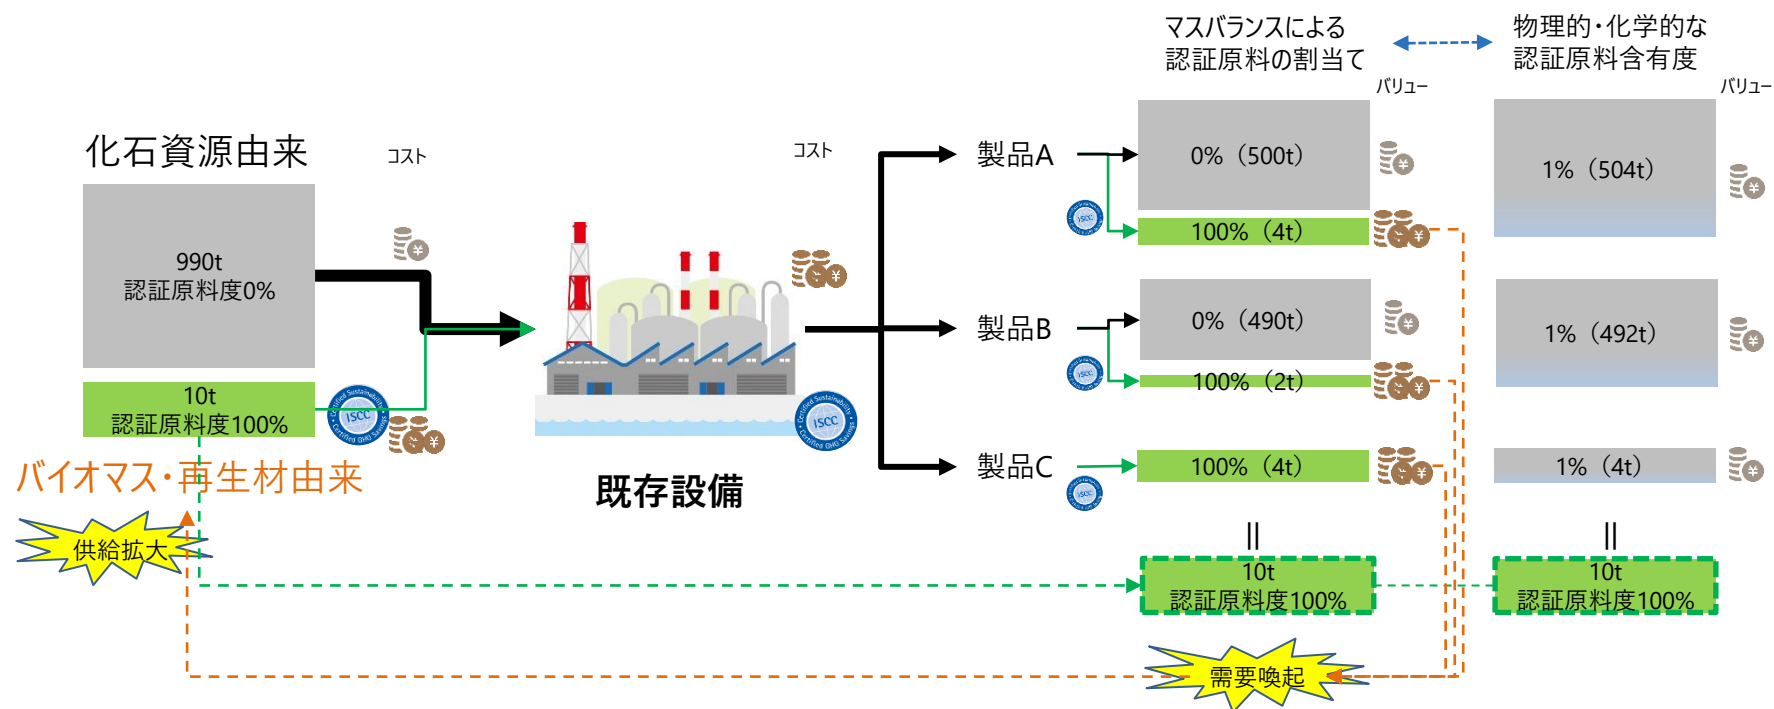 マスバランスによる
認証原料の割当て
物理的・化学的な
認証原料含有度
バリュー
バリュー
化石資源由来
コスト
コスト
990t
認証原料度0%
10t
認証原料度100%
ISCC
バイオマス・再生材由来
供給拡大
既存設備
ISCC
製品A
ISCC
0%（500t）
100%（4t）
1%（504t）
製品B
ISCC
0%（490t）
100%（2t）
1%（492t）
製品C
ISCC
100%（4t）
1%（4t）
10t
認証原料度100%
10t
認証原料度100%
需要喚起